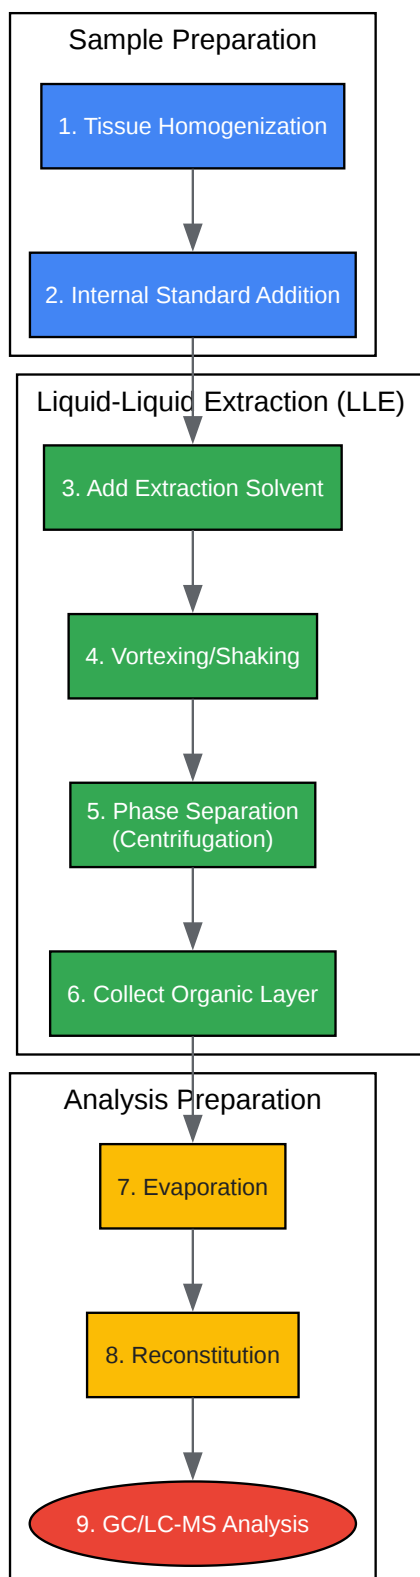 Sample Preparation
1. Tissue Homogenization
2. Internal Standard Addition
Liquid-Liquid Extraction (LLE)
3. Add Extraction Solvent
4. Vortexing/Shaking
5. Phase Separation
(Centrifugation)
6. Collect Organic Layer
Analysis Preparation
7. Evaporation
8. Reconstitution
9. GC/LC-MS Analysis